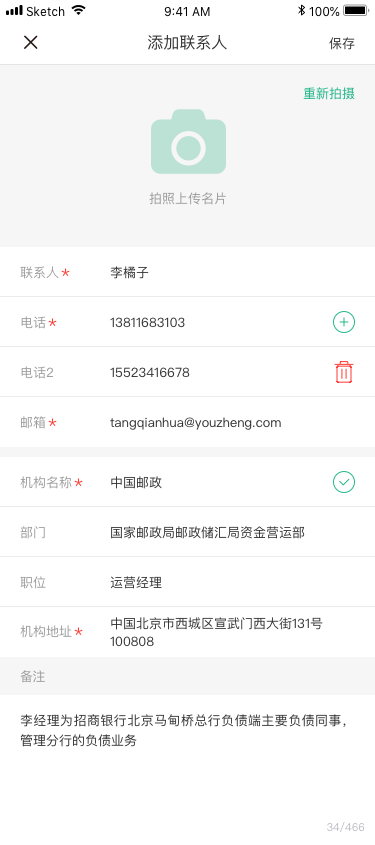 Sketch 9:41 AM 100%
添加联系人 保存
重新拍摄
拍照上传名片
联系人* 李橘子
电话* 13811683103
电话2 15523416678
邮箱* tangqianhua@youzheng.com
机构名称* 中国邮政
部门 国家邮政局邮政储汇局资金营运部
职位 运营经理
机构地址* 中国北京市西城区宣武门西大街131号
100808
备注
李经理为招商银行北京马甸桥总行负债端主要负债同事，
管理分行的负债业务
34/466